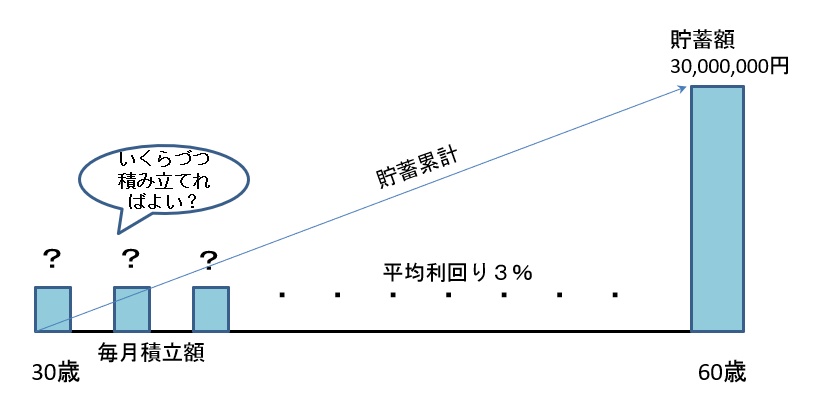 貯蓄額
30,000,000円
いくらづつ
積み立てれ
ばよい？
貯蓄累計
？
？
？
平均利回り３％
・・・・・・・
毎月積立額
30歳
60歳